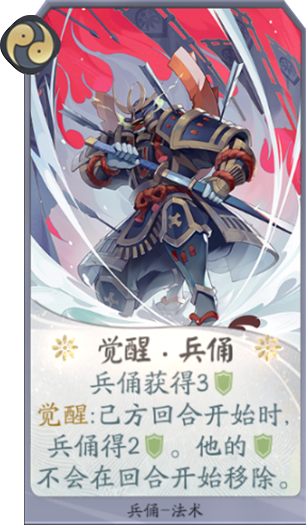 觉醒·兵俑
兵俑获得3
觉醒:己方回合开始时,
兵俑得2。他的
不会在回合开始移除。
兵俑-法术